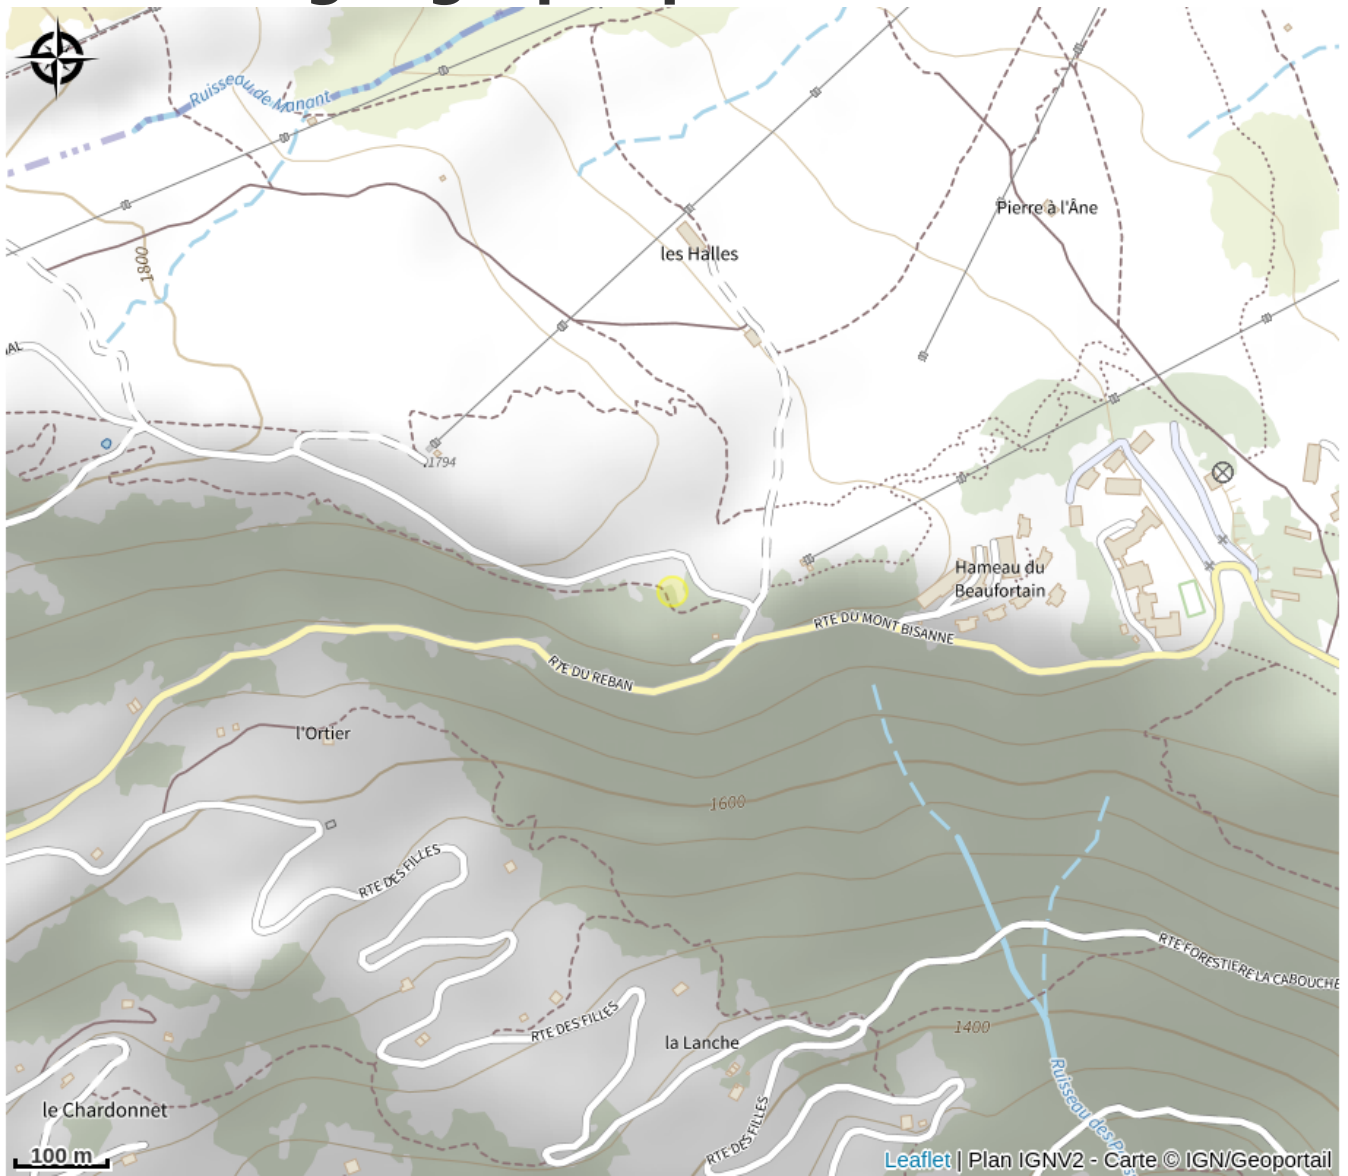 Ruisseau de Manant
Pierre à l'Âne
les Halles
1800
1794
Hameau du
Beaufortain
RTE DU MONT BISANNE
RTE DU REBAN
l'Ortier
1600
RTE DES FILLES
RTE FORESTIERE LA CABOUCHE
RTE DES FILLES
1400
la Lanche
Ruisseau des
le Chardonnet
RTE DES FILLES
100 m
Leaflet | Plan IGNV2 - Carte © IGN/Geoportail